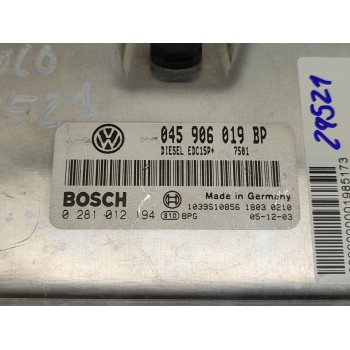 045 906 019 BP
DIESEL EDC15P+ 7501
BOSCH
Made in Germany
0 281 012 194
810 BPG
1039S10856 1803 0210
05-12-03
29521